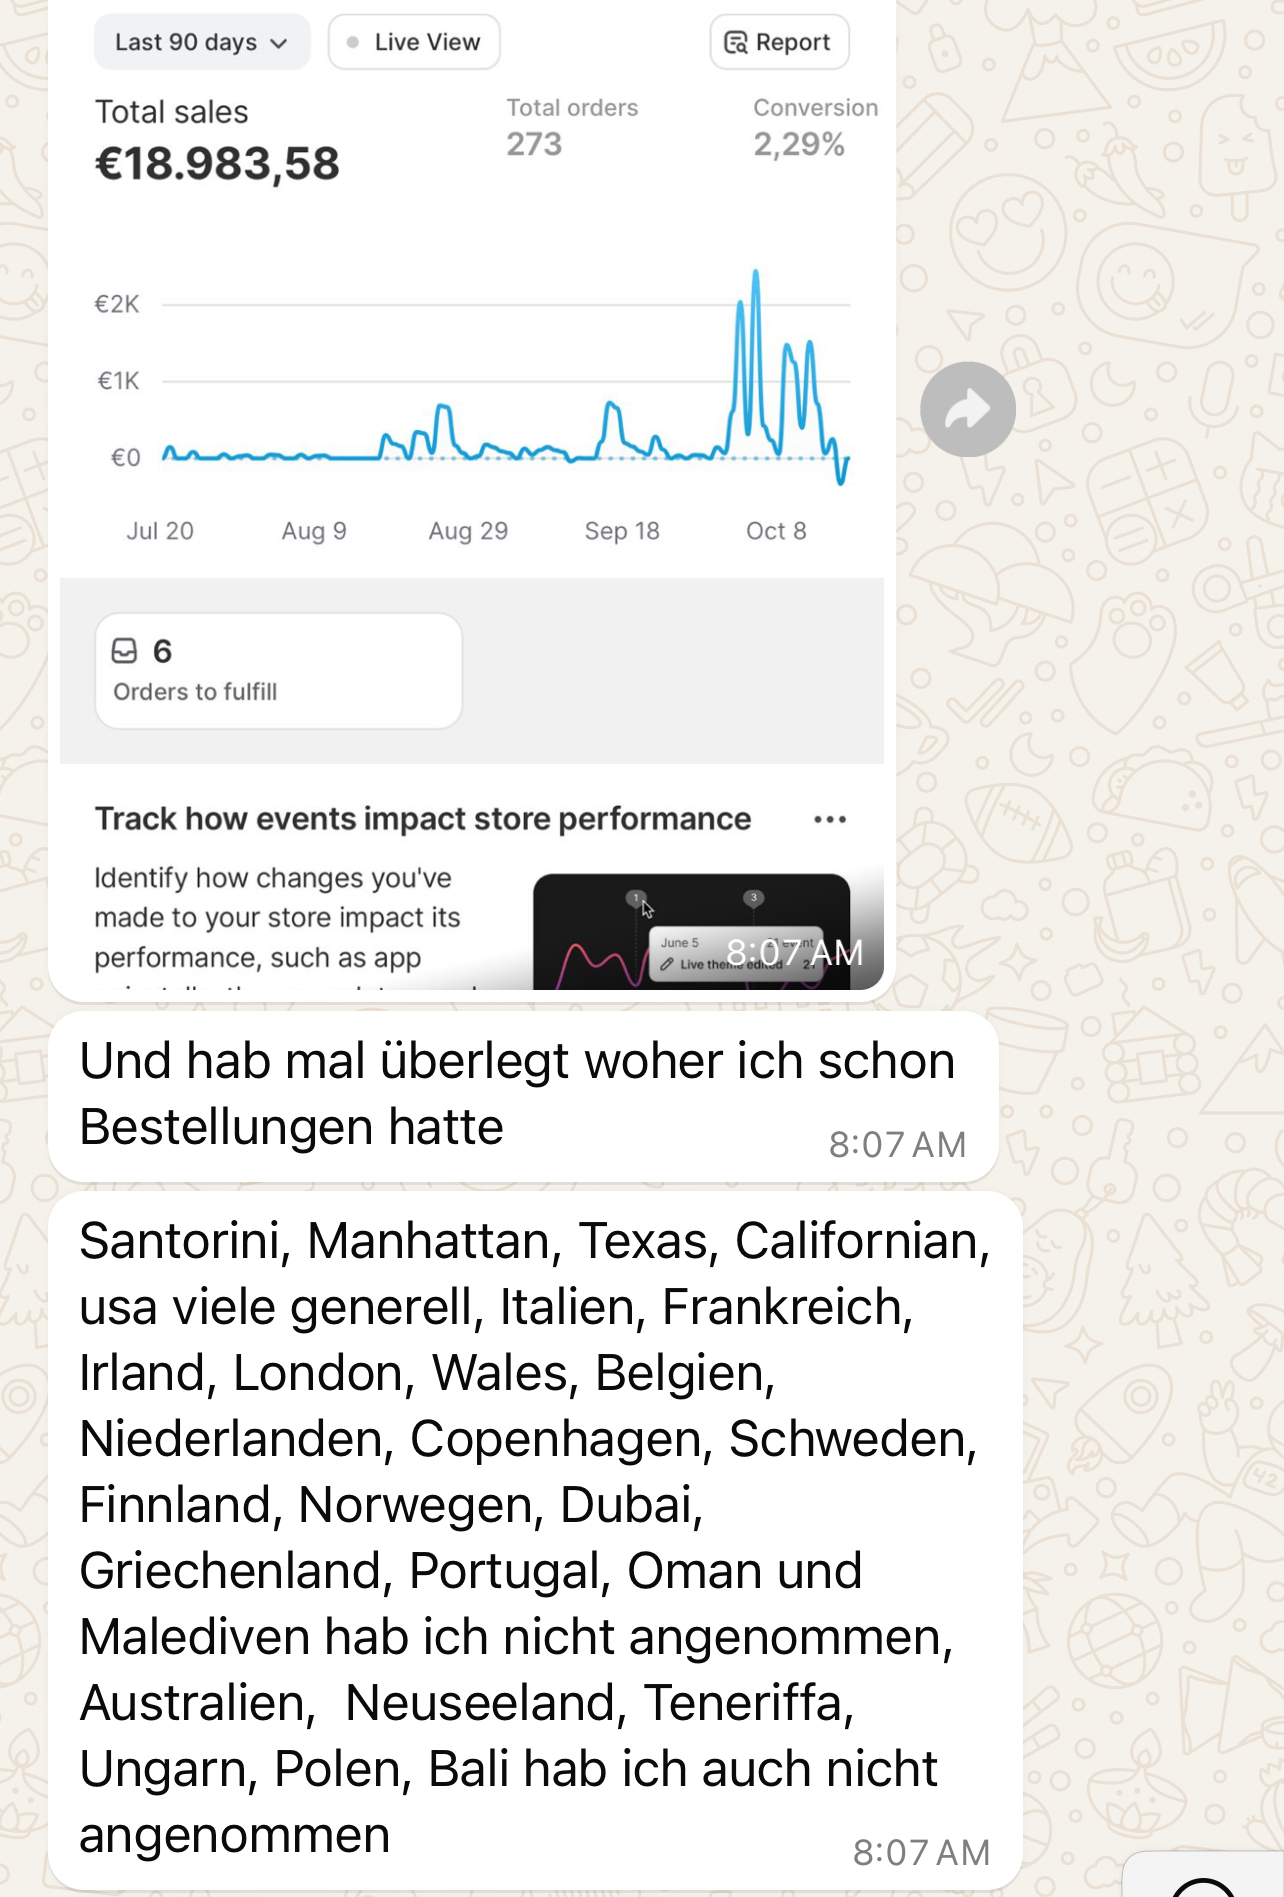 Last 90 days
Live View
Report
Total sales
Total orders
Conversion
€18.983,58
273
2,29%
€2K
€1K
€0
Jul 20
Aug 9
Aug 29
Sep 18
Oct 8
6
Orders to fulfill
Track how events impact store performance
Identify how changes you've
made to your store impact its
performance, such as app
1
3
June 5
event
Live theme edited
8:07 AM
Und hab mal überlegt woher ich schon
Bestellungen hatte
8:07 AM
Santorini, Manhattan, Texas, Californian,
usa viele generell, Italien, Frankreich,
Irland, London, Wales, Belgien,
Niederlanden, Copenhagen, Schweden,
Finnland, Norwegen, Dubai,
Griechenland, Portugal, Oman und
Malediven hab ich nicht angenommen,
Australien,  Neuseeland, Teneriffa,
Ungarn, Polen, Bali hab ich auch nicht
angenommen
8:07 AM